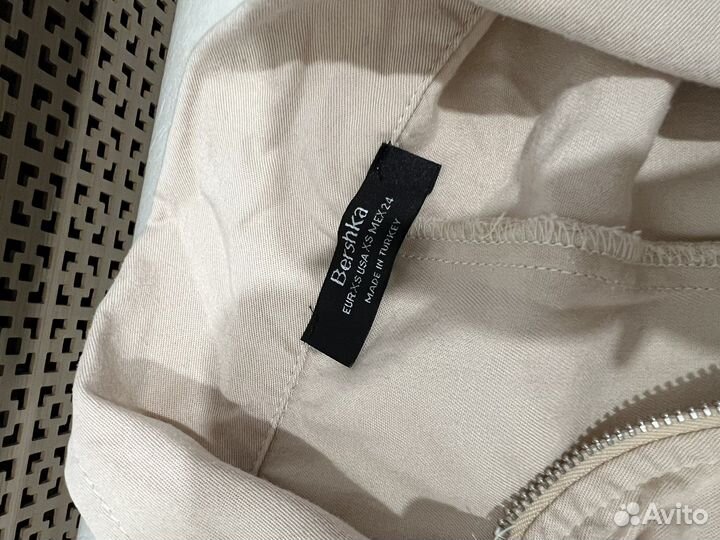 Bershka
EUR.XS USA XS MEX 24
MADE IN TURKEY
Avito